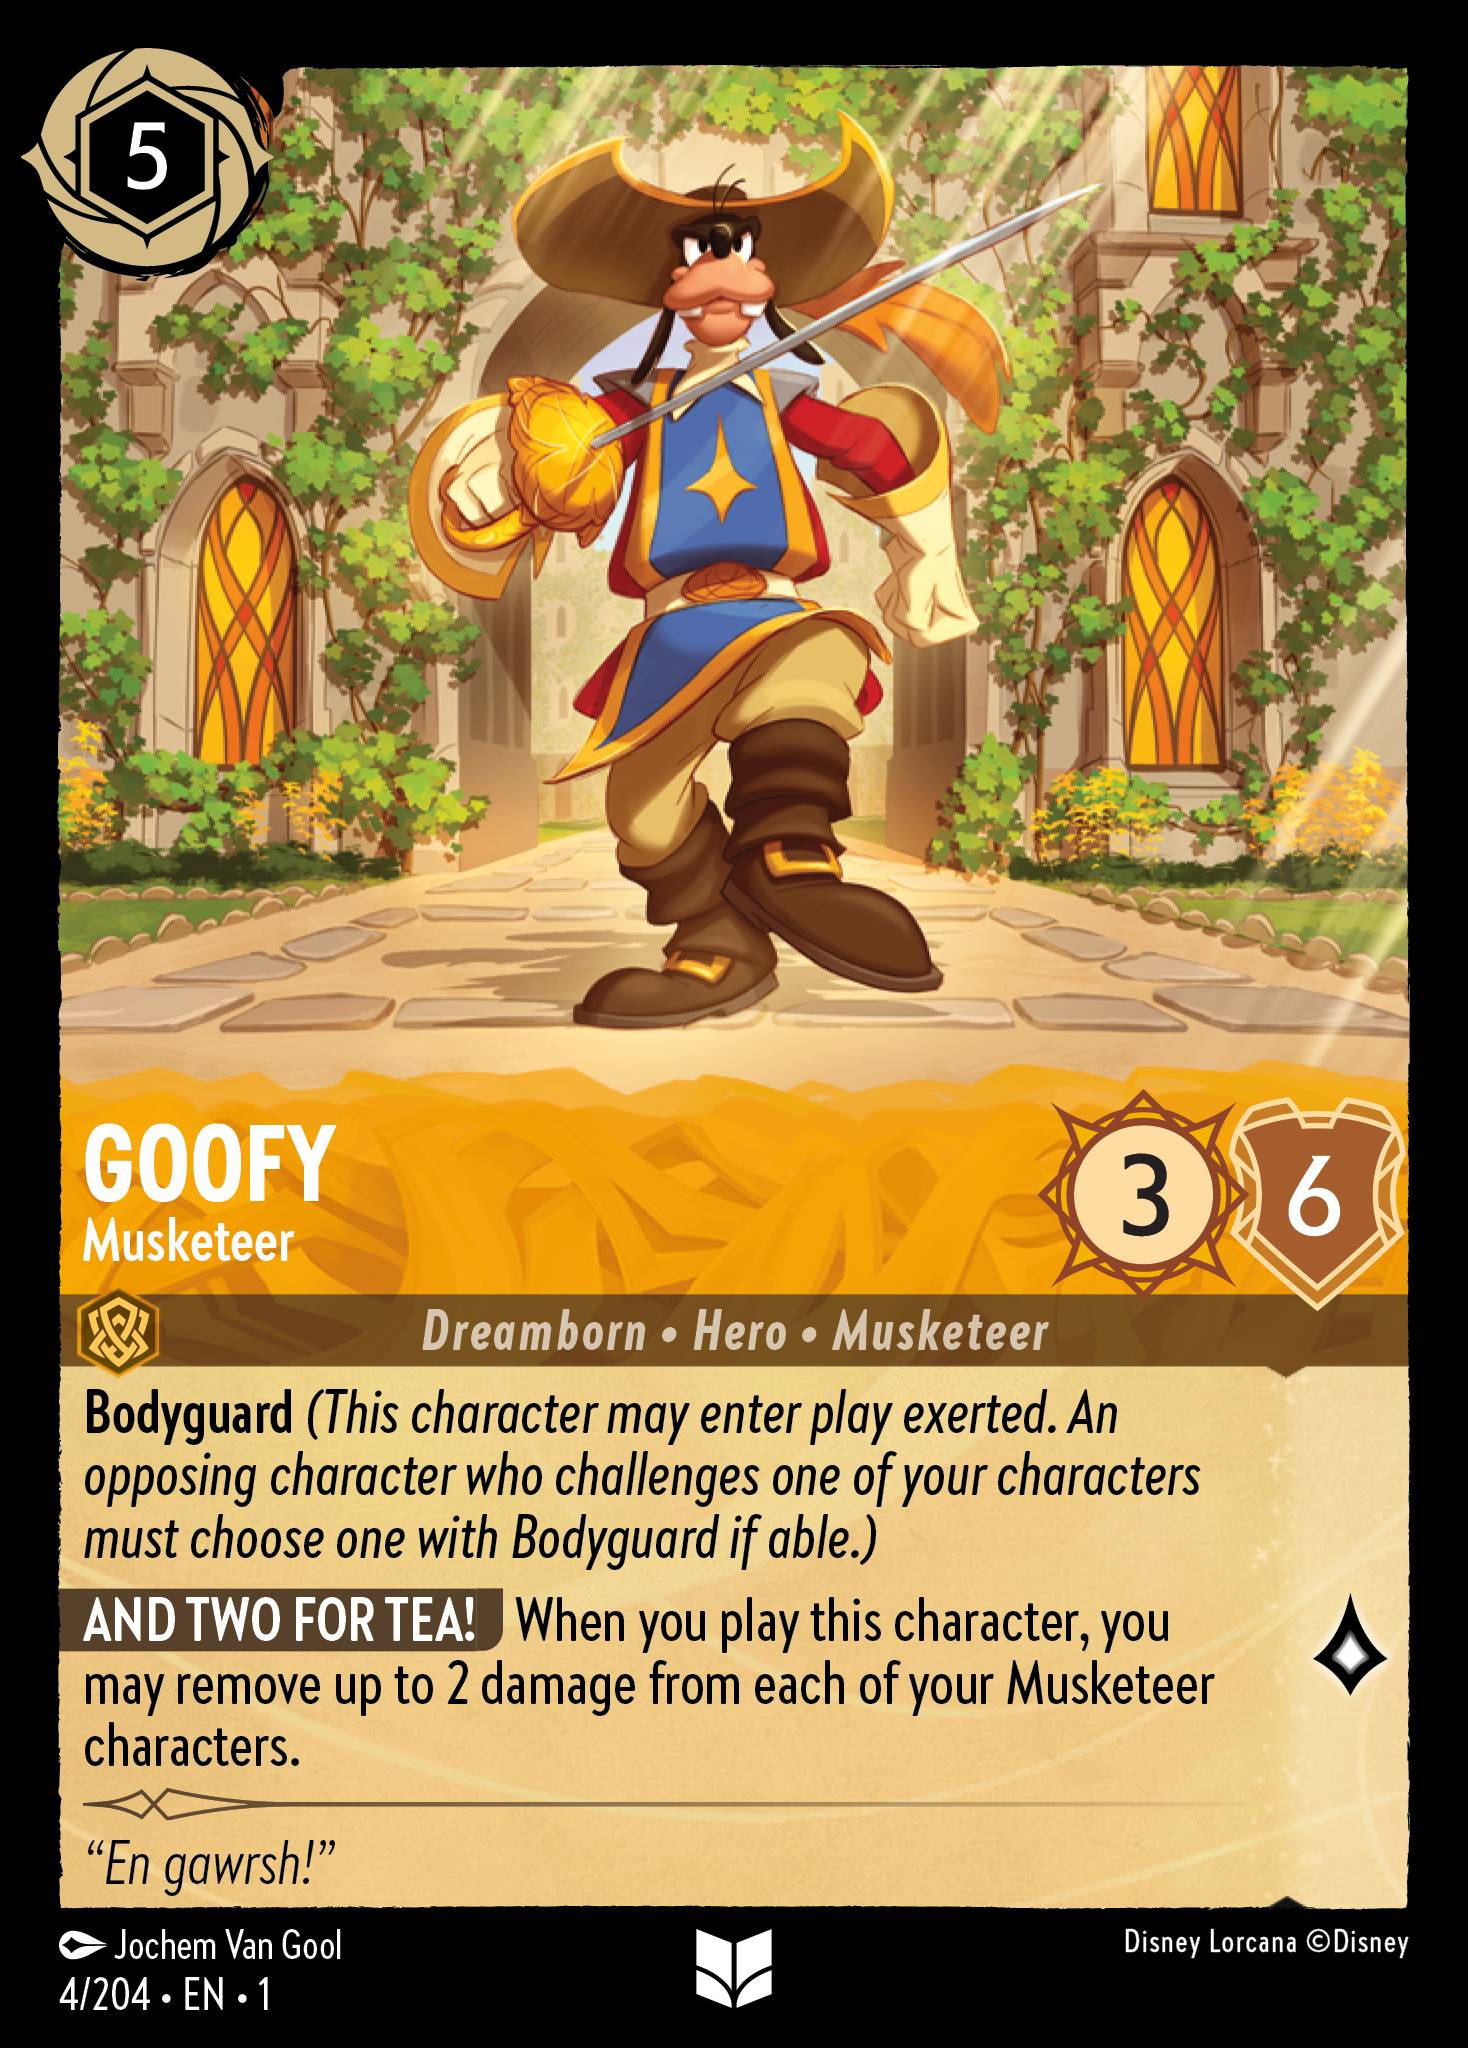 5
GOOFY
Musketeer
3
6
Dreamborn • Hero • Musketeer
Bodyguard (This character may enter play exerted. An
opposing character who challenges one of your characters
must choose one with Bodyguard if able.)
AND TWO FOR TEA! When you play this character, you
may remove up to 2 damage from each of your Musketeer
characters.
“En gawrsh!”
Jochem Van Gool
4/204 • EN • 1
Disney Lorcana ©Disney